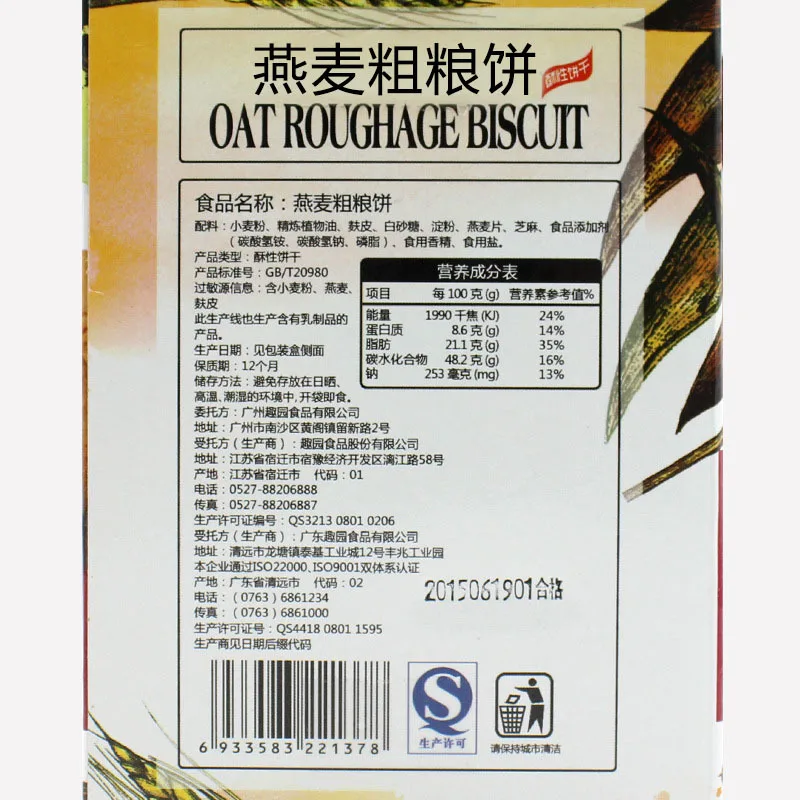 燕麦粗粮饼
酥性饼干
OAT ROUGHAGE BISCUIT
食品名称：燕麦粗粮饼
配料：小麦粉、精炼植物油、麸皮、白砂糖、淀粉、燕麦片、芝麻、食品添加剂
（碳酸氢铵、碳酸氢钠、磷脂）、食用香精、食用盐。
产品类型：酥性饼干
产品标准号：GB/T20980
过敏源信息：含小麦粉、燕麦、
麸皮
此生产线也生产含有乳制品的
产品。
生产日期：见包装盒侧面
保质期：12个月
储存方法：避免存放在日晒、
高温、潮湿的环境中,开袋即食。
营养成分表
项目 每100克(g) 营养素参考值%
能量 1990 千焦(KJ) 24%
蛋白质 8.6 克(g) 14%
脂肪 21.1 克(g) 35%
碳水化合物 48.2 克(g) 16%
钠 253 毫克(mg) 13%
委托方：广州趣园食品有限公司
地址：广州市南沙区黄阁镇留新路2号
受托方（生产商）：趣园食品股份有限公司
地址：江苏省宿迁市宿豫经济开发区漓江路58号
产地：江苏省宿迁市 代码：01
电话：0527-88206888
传真：0527-88206887
生产许可证编号：QS3213 0801 0206
受托方（生产商）：广东趣园食品有限公司
地址：清远市龙塘镇泰基工业城12号丰兆工业园
本企业通过ISO22000、ISO9001双体系认证
产地：广东省清远市 代码：02
电话：（0763）6861234
传真：（0763）6861000
生产许可证号：QS4418 0801 1595
生产商见日期后缀代码
2015061901合格
6 933583 221378
生产许可
请保持城市清洁